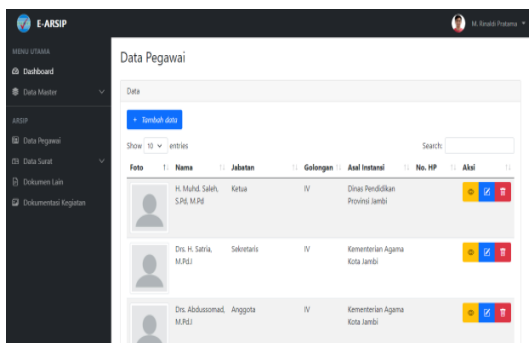 E-ARSIP
M. Rinaldi Pratama
MENU UTAMA
Dashboard
Data Master
ARSIP
Data Pegawai
Data Surat
Dokumen Lain
Dokumentasi Kegiatan
Data Pegawai
Data
+ Tambah data
Show 10 entries
Search:
Foto Nama Jabatan Golongan Asal Instansi No. HP Aksi
H. Muhd. Saleh, Ketua IV Dinas Pendidikan
S.Pd, M.Pd Provinsi Jambi
Drs. H. Satria, Sekretaris IV Kementerian Agama
M.Pd.I Kota Jambi
Drs. Abdussomad, Anggota IV Kementerian Agama
M.Pd.I Kota Jambi